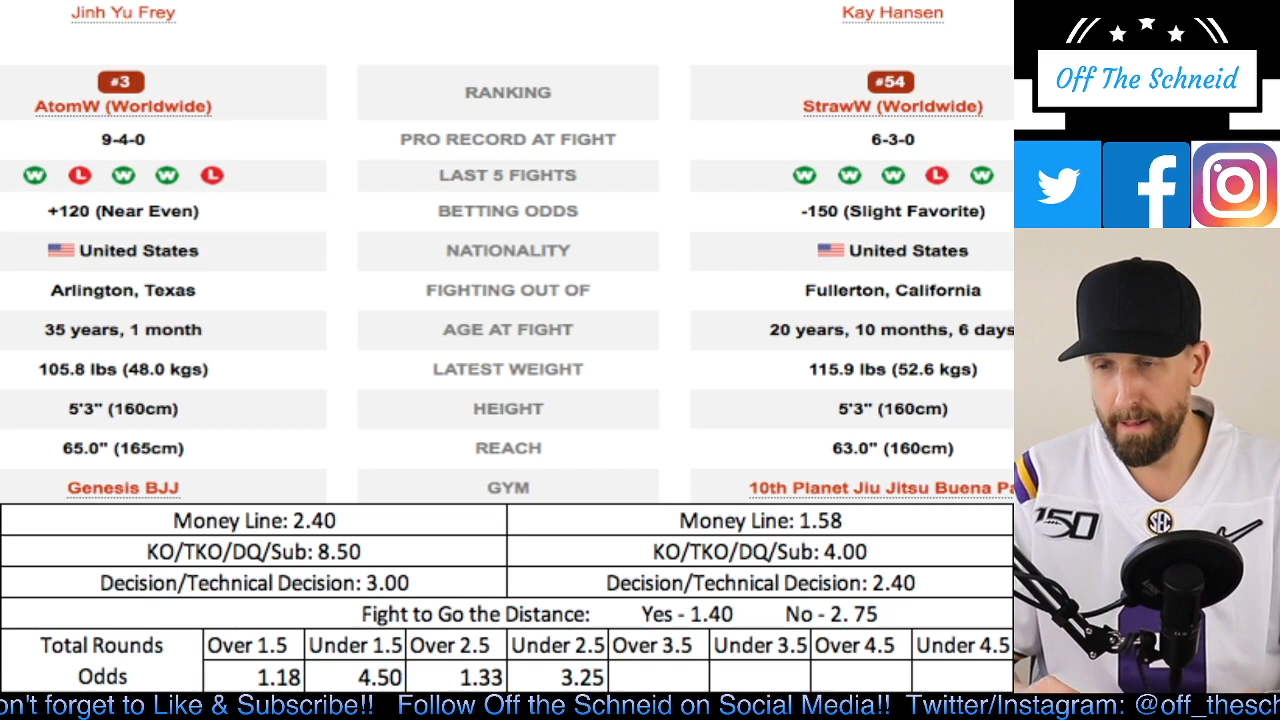 Jinh Yu Frey
Kay Hansen
#3
AtomW (Worldwide)
RANKING
#54
StrawW (Worldwide)
9-4-0
PRO RECORD AT FIGHT
6-3-0
W L W W L
LAST 5 FIGHTS
W W W L W
+120 (Near Even)
BETTING ODDS
-150 (Slight Favorite)
United States
NATIONALITY
United States
Arlington, Texas
FIGHTING OUT OF
Fullerton, California
35 years, 1 month
AGE AT FIGHT
20 years, 10 months, 6 days
105.8 lbs (48.0 kgs)
LATEST WEIGHT
115.9 lbs (52.6 kgs)
5'3" (160cm)
HEIGHT
5'3" (160cm)
65.0" (165cm)
REACH
63.0" (160cm)
Genesis BJJ
GYM
10th Planet Jiu Jitsu Buena Pa
Money Line: 2.40
Money Line: 1.58
KO/TKO/DQ/Sub: 8.50
KO/TKO/DQ/Sub: 4.00
Decision/Technical Decision: 3.00
Decision/Technical Decision: 2.40
Fight to Go the Distance: Yes - 1.40 No - 2.75
Total Rounds Over 1.5 Under 1.5 Over 2.5 Under 2.5 Over 3.5 Under 3.5 Over 4.5 Under 4.5
Odds 1.18 4.50 1.33 3.25
Off The Schneid
150
SEC
on't forget to Like & Subscribe!! Follow Off the Schneid on Social Media!! Twitter/Instagram: @off_thesch